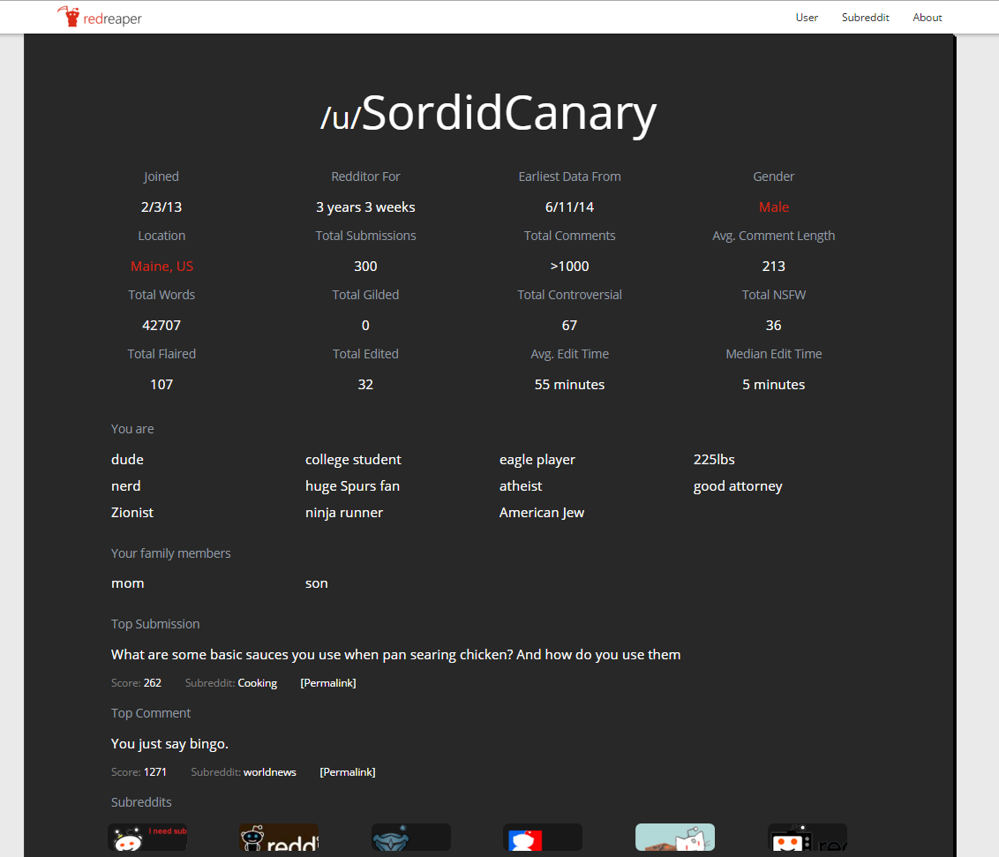 redreaper User Subreddit About
/u/SordidCanary
Joined Redditor For Earliest Data From Gender
2/3/13 3 years 3 weeks 6/11/14 Male
Location Total Submissions Total Comments Avg. Comment Length
Maine, US 300 >1000 213
Total Words Total Gilded Total Controversial Total NSFW
42707 0 67 36
Total Flaired Total Edited Avg. Edit Time Median Edit Time
107 32 55 minutes 5 minutes
You are
dude college student eagle player 225lbs
nerd huge Spurs fan atheist good attorney
Zionist ninja runner American Jew
Your family members
mom son
Top Submission
What are some basic sauces you use when pan searing chicken? And how do you use them
Score: 262 Subreddit: Cooking [Permalink]
Top Comment
You just say bingo.
Score: 1271 Subreddit: worldnews [Permalink]
Subreddits
I need sub